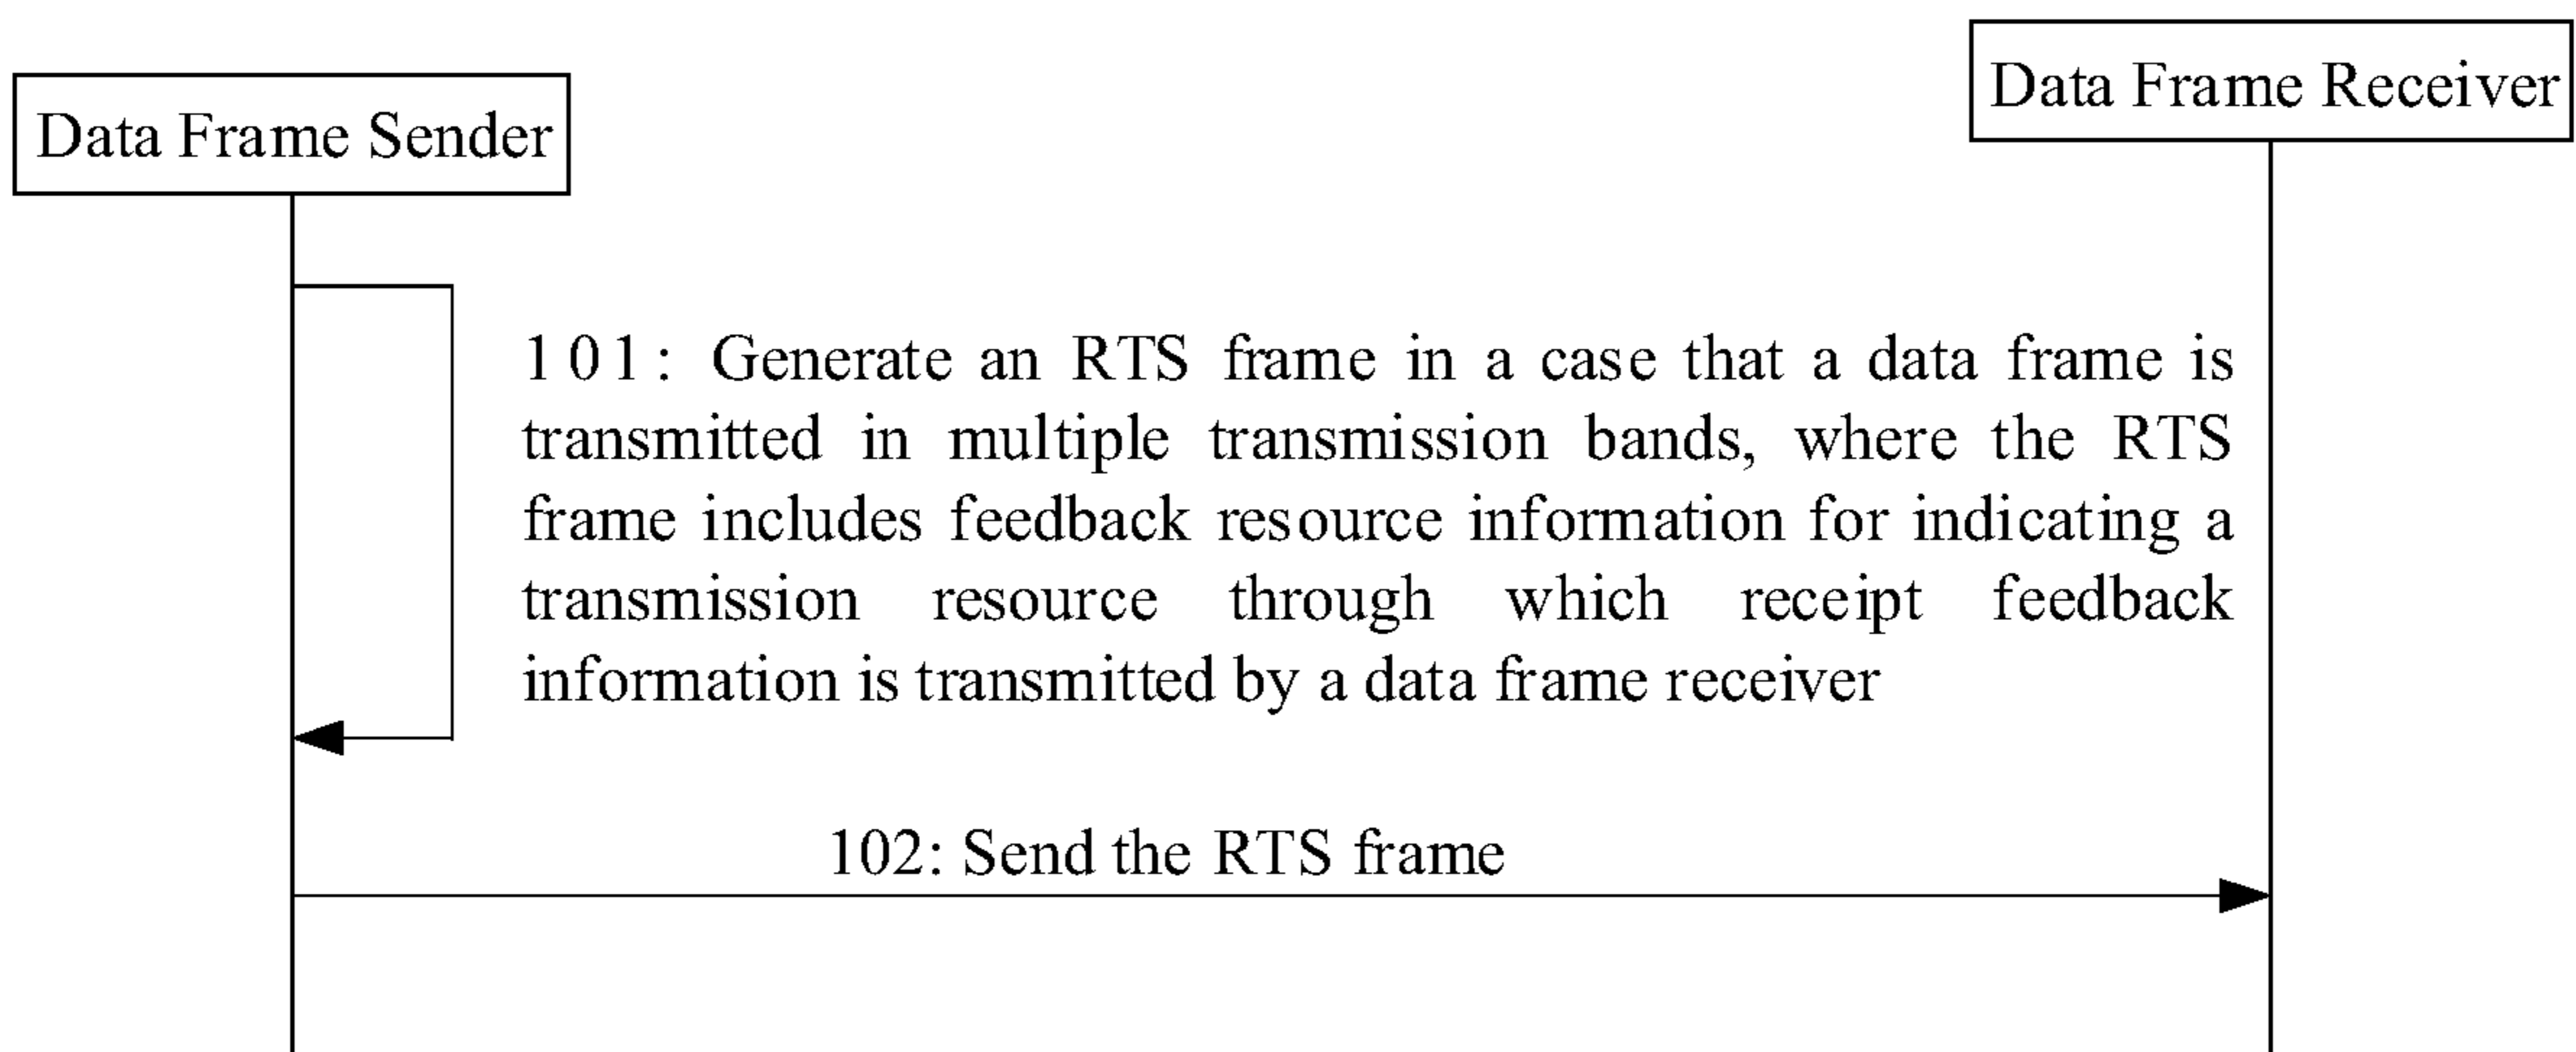 Data Frame Sender
Data Frame Receiver
101: Generate an RTS frame in a case that a data frame is
transmitted in multiple transmission bands, where the RTS
frame includes feedback resource information for indicating a
transmission resource through which receipt feedback
information is transmitted by a data frame receiver
102: Send the RTS frame